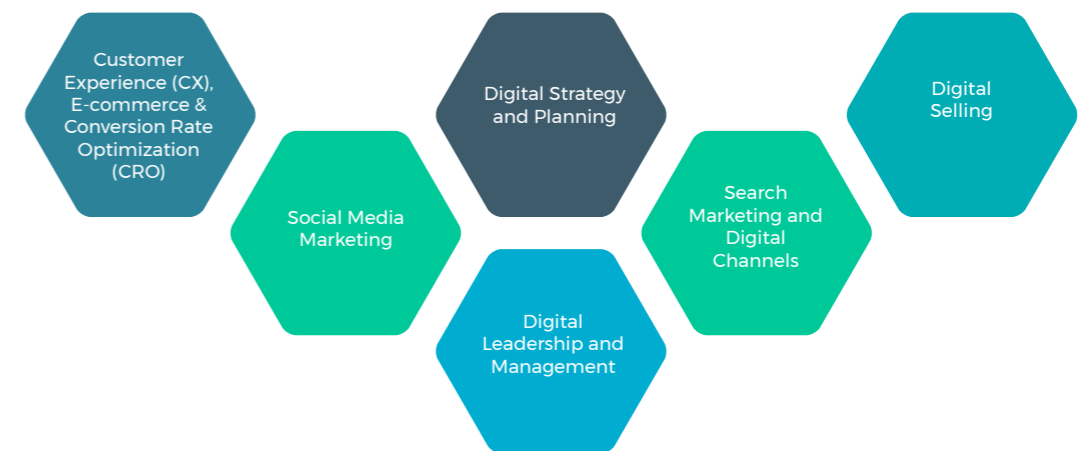 Customer
Experience (CX),
E-commerce &
Conversion Rate
Optimization
(CRO)
Social Media
Marketing
Digital Strategy
and Planning
Digital
Leadership and
Management
Search
Marketing and
Digital
Channels
Digital
Selling